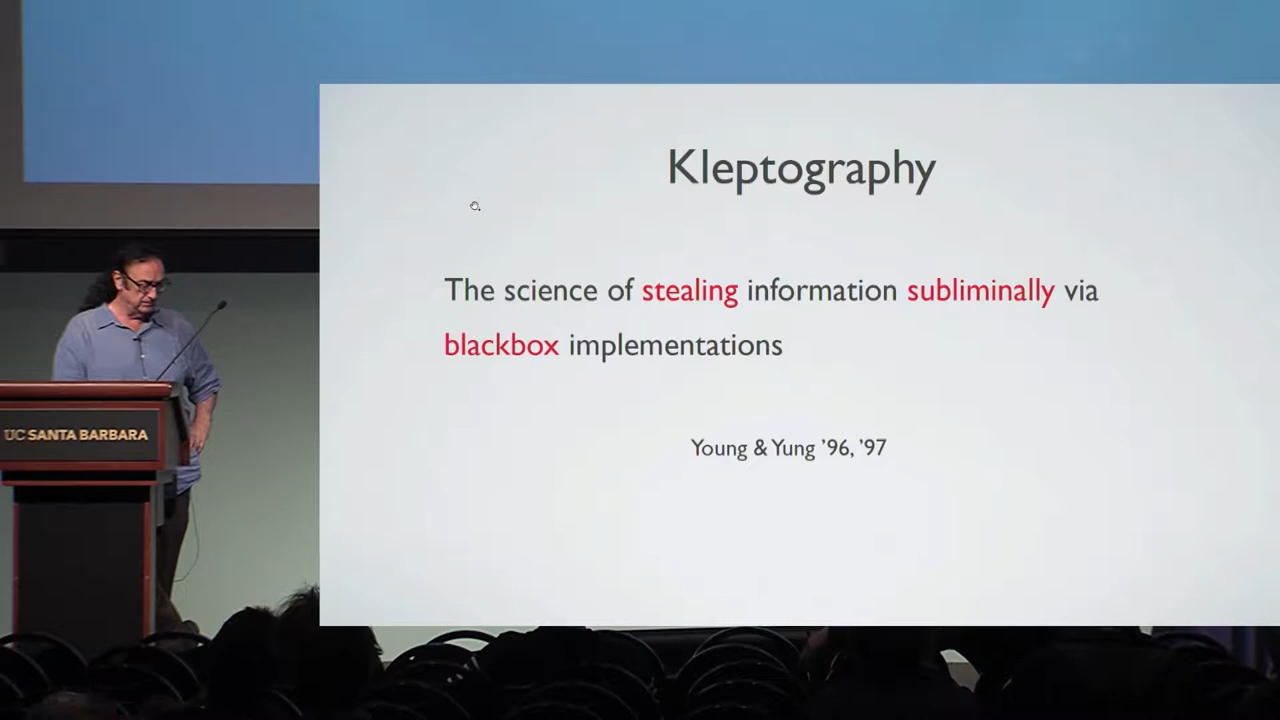 Kleptography
The science of stealing information subliminally via
blackbox implementations
Young & Yung ’96, ’97
UC SANTA BARBARA